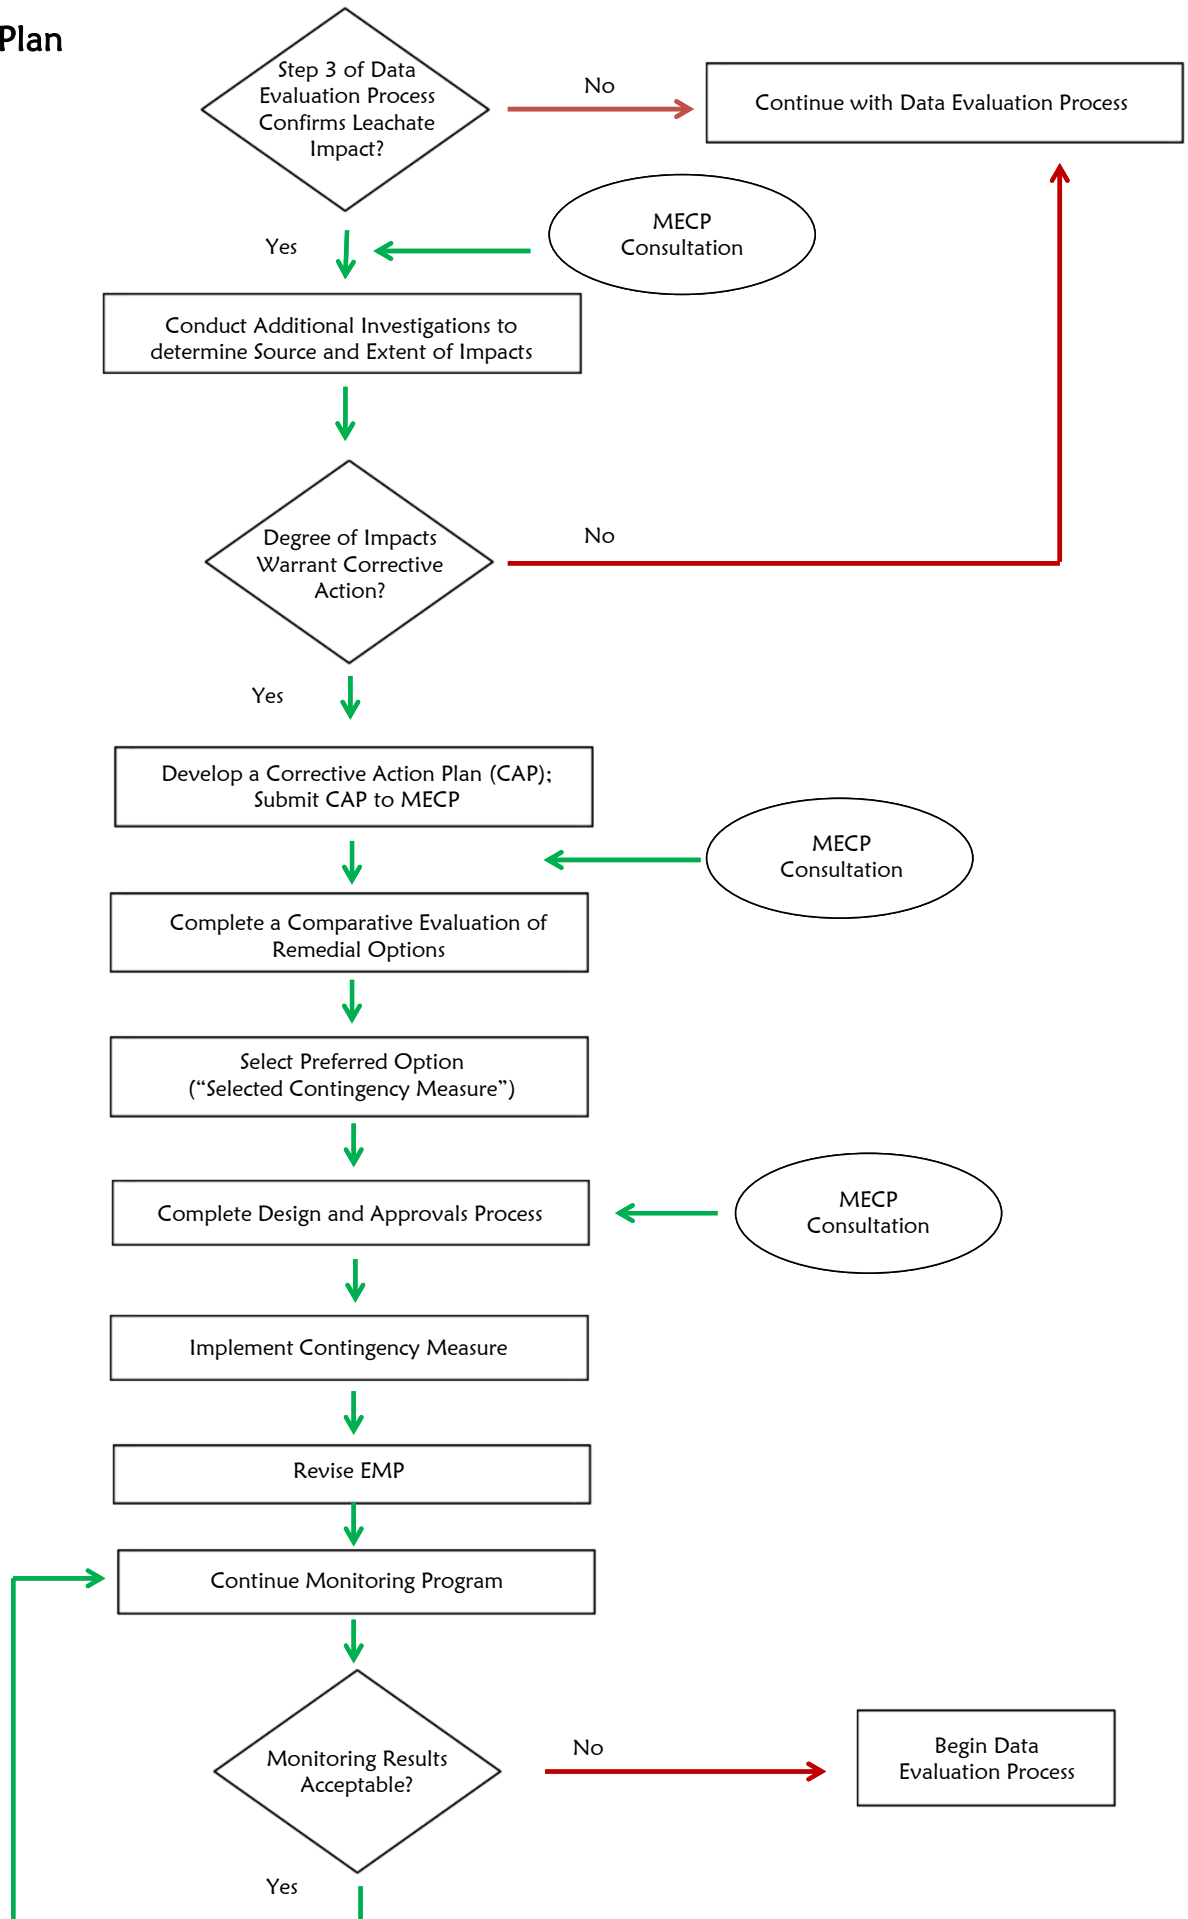 Plan
Step 3 of Data
Evaluation Process
Confirms Leachate
Impact?
No
Continue with Data Evaluation Process
MECP
Consultation
Yes
Conduct Additional Investigations to
determine Source and Extent of Impacts
Degree of Impacts
Warrant Corrective
Action?
No
Yes
Develop a Corrective Action Plan (CAP);
Submit CAP to MECP
MECP
Consultation
Complete a Comparative Evaluation of
Remedial Options
Select Preferred Option
(“Selected Contingency Measure”)
Complete Design and Approvals Process
MECP
Consultation
Implement Contingency Measure
Revise EMP
Continue Monitoring Program
Monitoring Results
Acceptable?
No
Begin Data
Evaluation Process
Yes